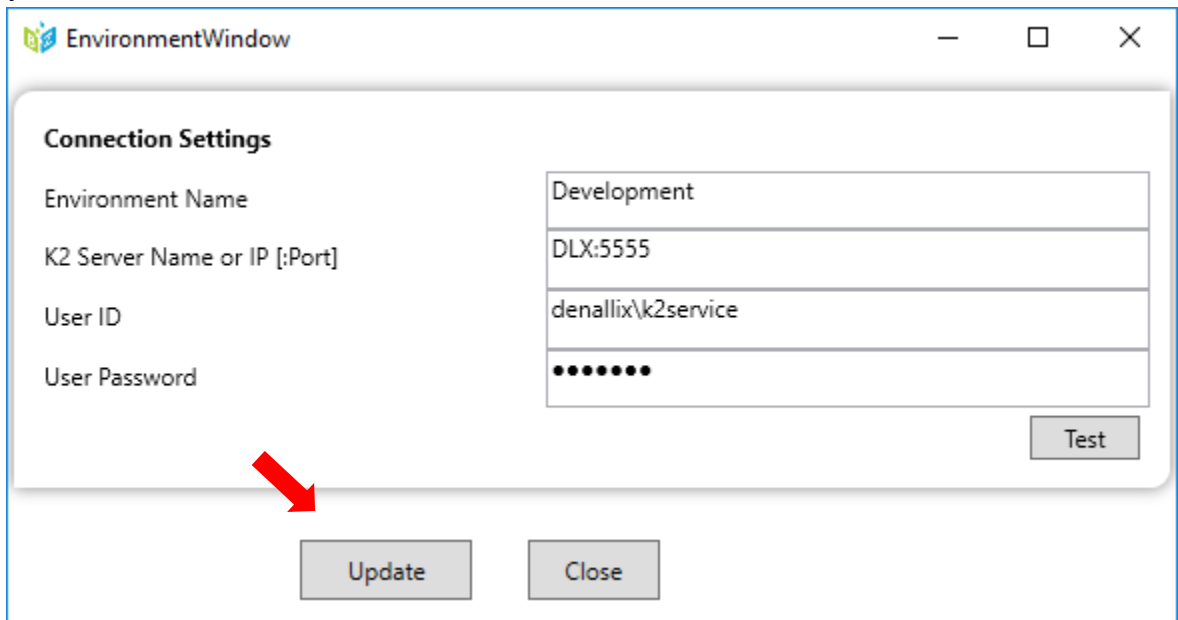 EnvironmentWindow
Connection Settings
Environment Name Development
K2 Server Name or IP [:Port] DLX:5555
User ID denallix\k2service
User Password •••••••
Test
Update Close